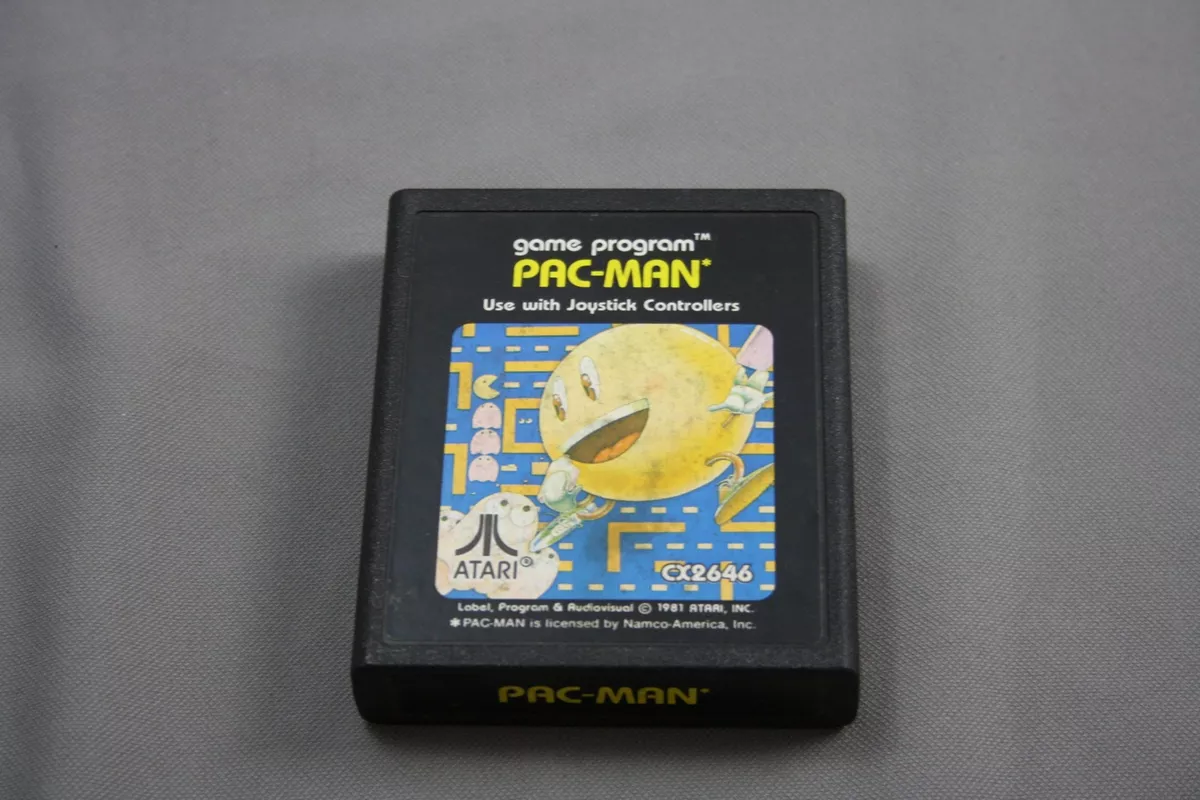 game program™
PAC-MAN*
Use with Joystick Controllers
ATARI®
CX2646
Label, Program & Audiovisual © 1981 ATARI, INC.
*PAC-MAN is licensed by Namco-America, Inc.
PAC-MAN*